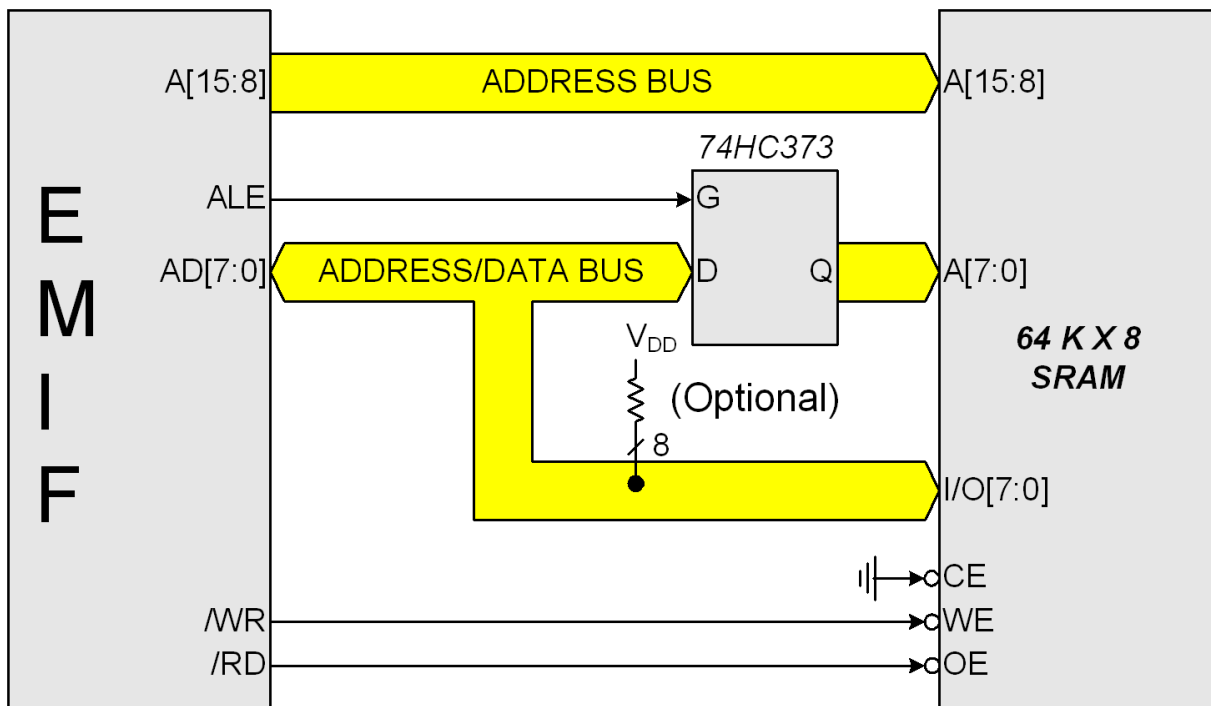 A[15:8] ADDRESS BUS A[15:8]
74HC373
ALE G
AD[7:0] ADDRESS/DATA BUS D Q A[7:0]
E
M
I
F
VDD
(Optional)
8
64 K X 8
SRAM
I/O[7:0]
CE
/WR WE
/RD OE